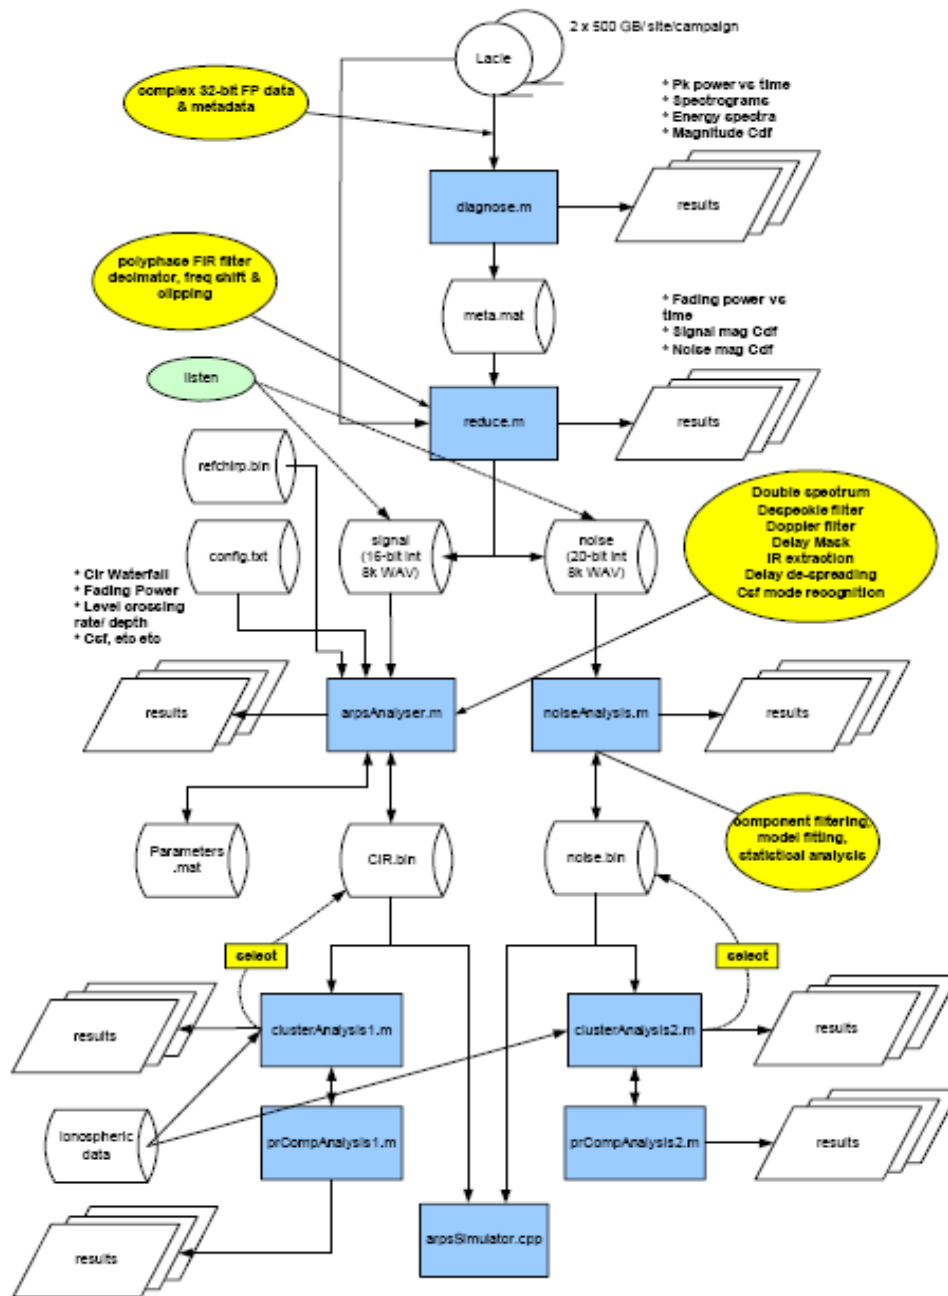 2 x 500 GB/ site/campaign
Lacie
complex 32-bit FP data
& metadata
* Pk power vs time
* Spectrograms
* Energy spectra
* Magnitude Cdf
diagnose.m
results
polyphase FIR filter
decimator, freq shift &
clipping
meta.mat
* Fading power vs
time
* Signal mag Cdf
* Noise mag Cdf
listen
reduce.m
results
refchirp.bin
Double spectrum
Despeckle filter
Doppler filter
Delay Mask
IR extraction
Delay de-spreading
Csf mode recognition
signal
(16-bit int
8k WAV)
noise
(20-bit int
8k WAV)
config.txt
* Cir Waterfall
* Fading Power
* Level crossing
rate/ depth
* Csf, etc etc
results
arpsAnalyser.m
noiseAnalysis.m
results
Parameters
.mat
CIR.bin
noise.bin
component filtering,
model fitting,
statistical analysis
select
select
results
clusterAnalysis1.m
clusterAnalysis2.m
results
Ionospheric
data
prCompAnalysis1.m
prCompAnalysis2.m
results
results
arpsSimulator.cpp